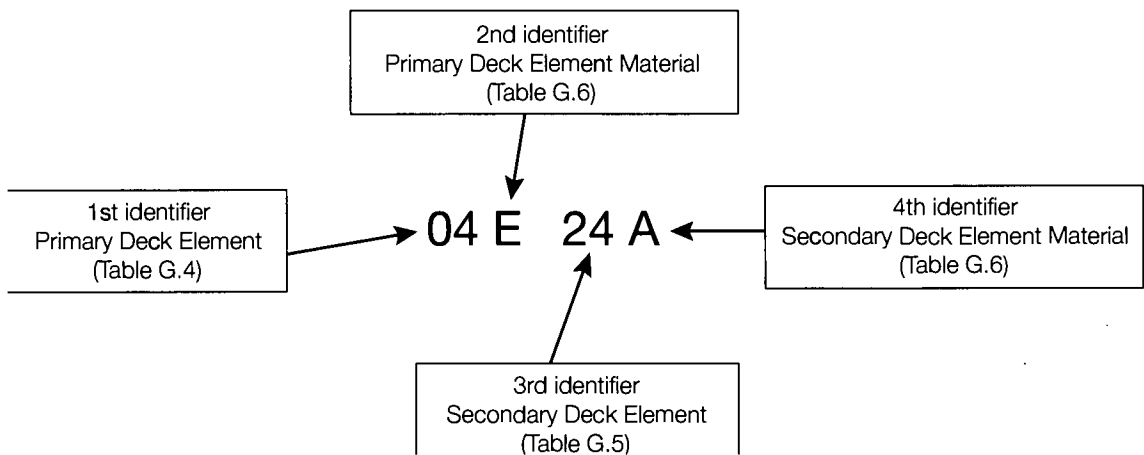 2nd identifier
Primary Deck Element Material
(Table G.6)
1st identifier
Primary Deck Element
(Table G.4)
04 E 24 A
4th identifier
Secondary Deck Element Material
(Table G.6)
3rd identifier
Secondary Deck Element
(Table G.5)